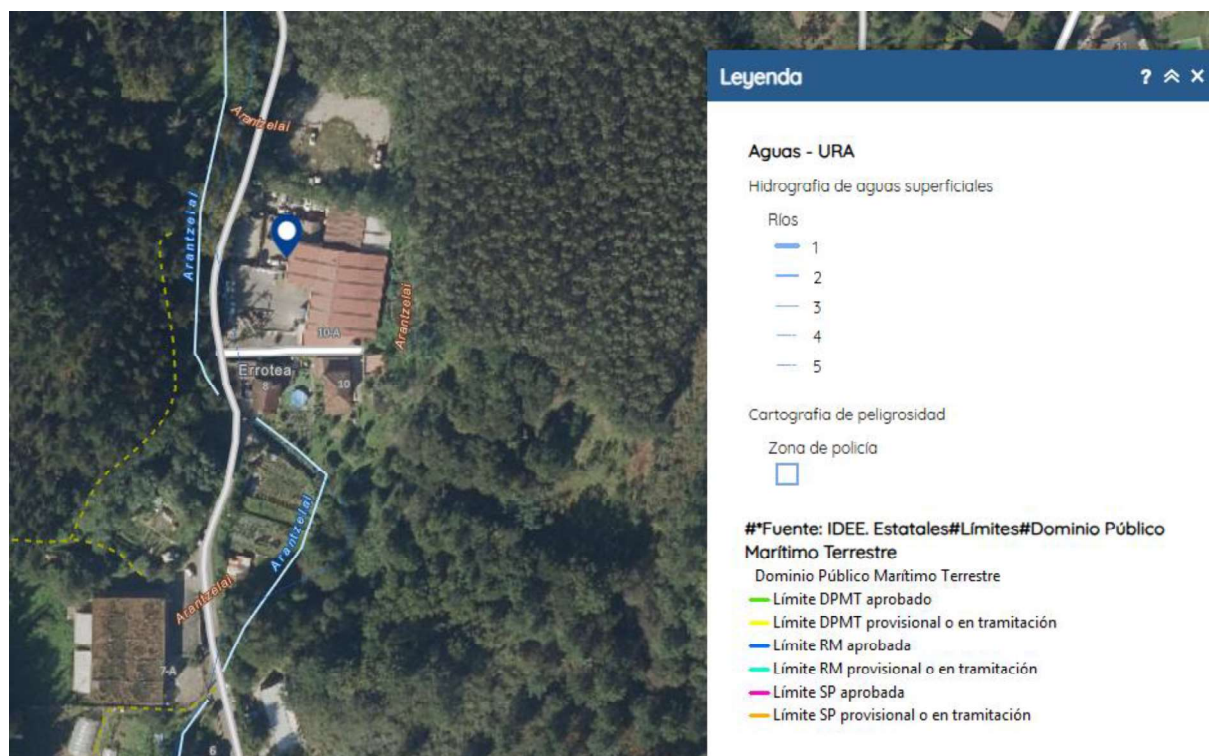 Arantzelai
Arantzelai
Arantzelai
10-A
Errotea
8
10
Arantzelai
Arantzelai
7-A
6
Leyenda
? ×
Aguas - URA
Hidrografia de aguas superficiales
Ríos
1
2
3
4
5
Cartografia de peligrosidad
Zona de policía
#*Fuente: IDEE. Estatales#Límites#Dominio Público
Marítimo Terrestre
Dominio Público Marítimo Terrestre
Límite DPMT aprobado
Límite DPMT provisional o en tramitación
Límite RM aprobada
Límite RM provisional o en tramitación
Límite SP aprobada
Límite SP provisional o en tramitación